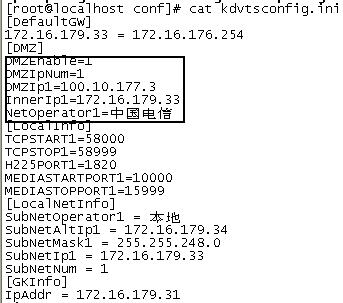 [root@localhost conf]# cat kdvtsconfig.ini
[DefaultGW]
172.16.179.33 = 172.16.176.254
[DMZ]
DMZEnable=1
DMZIpNum=1
DMZIp1=100.10.177.3
InnerIp1=172.16.179.33
NetOperator1=中国电信
[LocalInfo]
TCPSTART1=58000
TCPSTOP1=58999
H225PORT1=1820
MEDIASTARTPORT1=10000
MEDIASTOPPORT1=15999
[LocalNetInfo]
SubNetOperator1 = 本地
SubNetAltIp1 = 172.16.179.34
SubNetMask1 = 255.255.248.0
SubNetIp1 = 172.16.179.33
SubNetNum = 1
[GKInfo]
IpAddr = 172.16.179.31